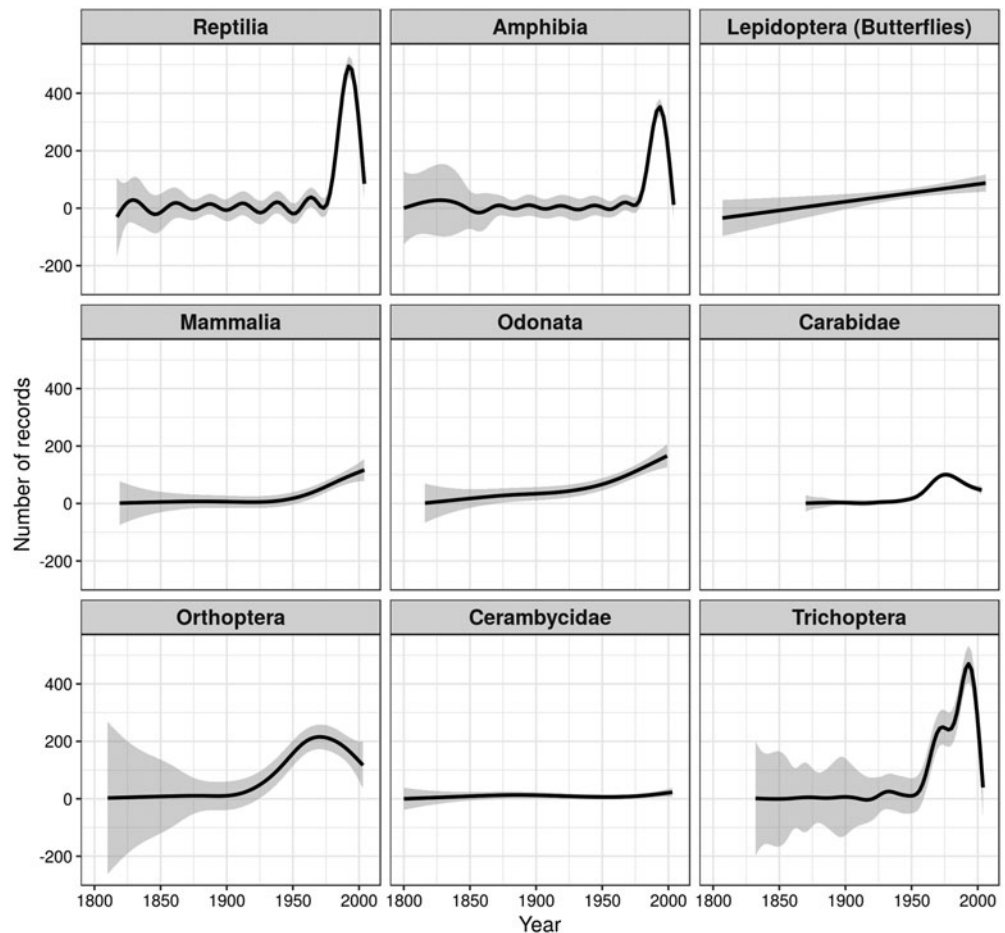 Reptilia
Amphibia
Lepidoptera (Butterflies)
400
200
0
-200
Mammalia
Odonata
Carabidae
400
200
0
-200
Number of records
Orthoptera
Cerambycidae
Trichoptera
400
200
0
-200
1800 1850 1900 1950 2000
1800 1850 1900 1950 2000
1800 1850 1900 1950 2000
Year